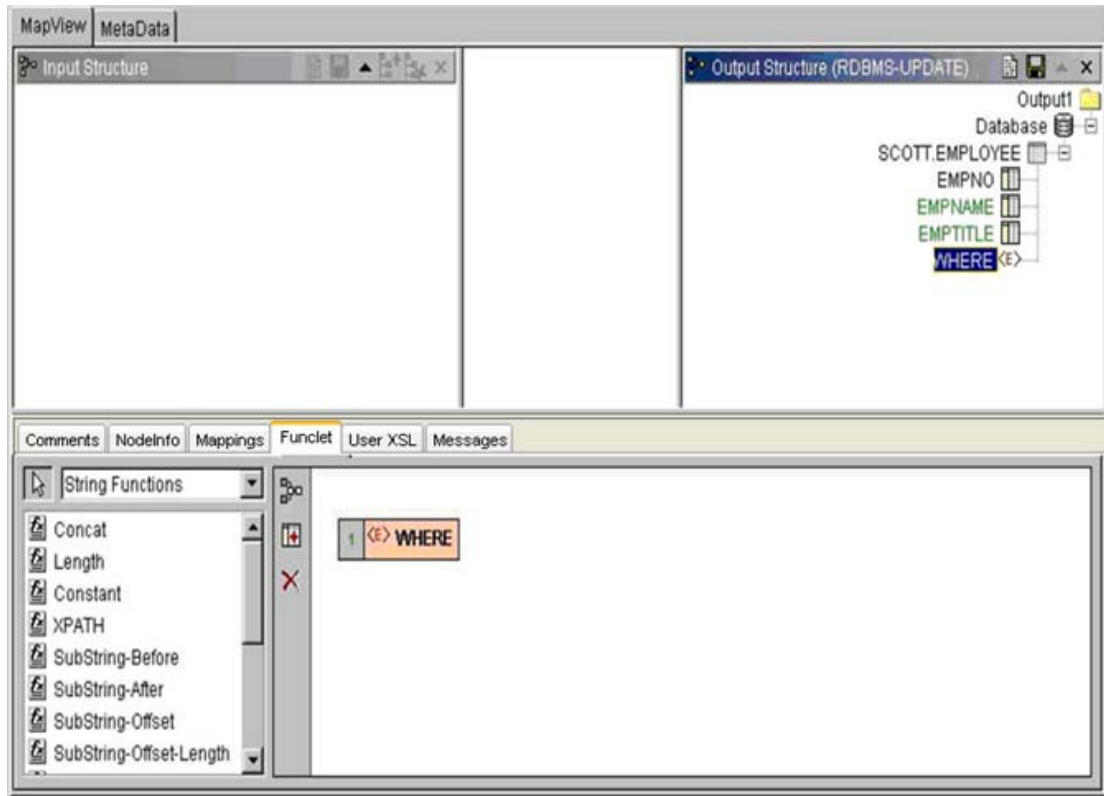 MapView MetaData
Input Structure
Output Structure (RDBMS-UPDATE)
Output1
Database
SCOTT.EMPLOYEE
EMPNO
EMPNAME
EMPTITLE
WHERE <E>
Comments NodeInfo Mappings Funclet User XSL Messages
String Functions
Concat
Length
Constant
XPATH
SubString-Before
SubString-After
SubString-Offset
SubString-Offset-Length
1 <E> WHERE